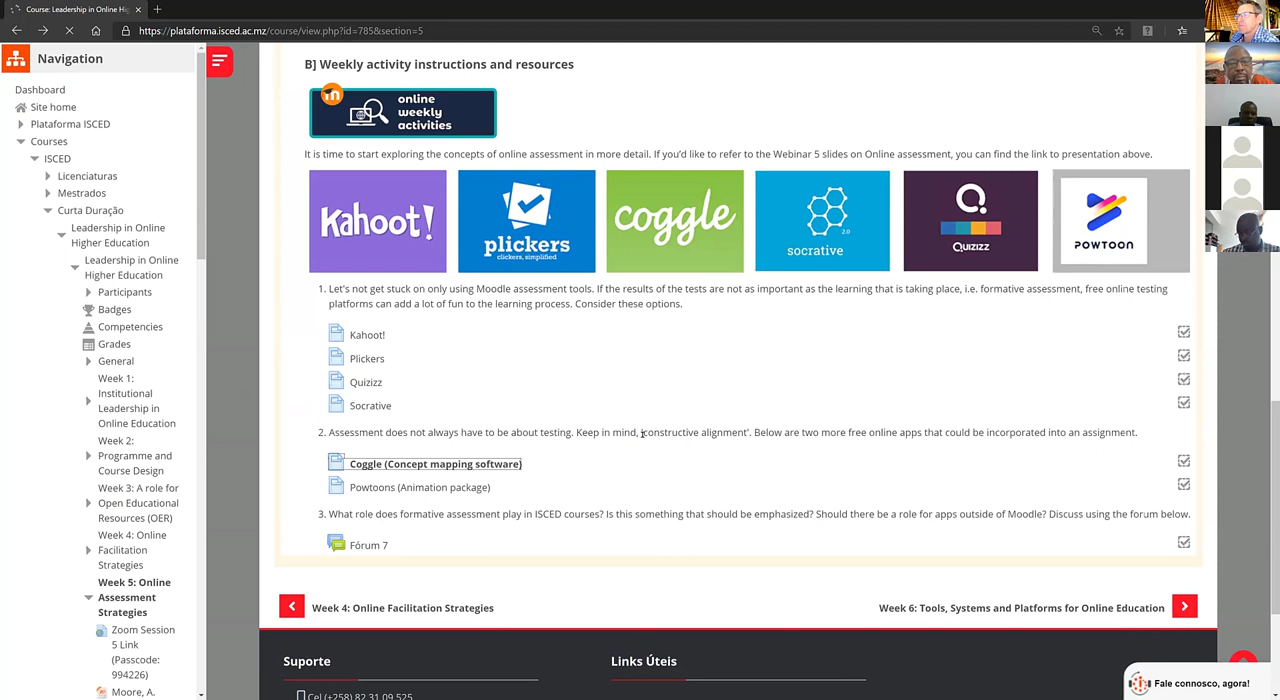 Course: Leadership in Online Hig
https://plataforma.isced.ac.mz/course/view.php?id=785&section=5
Navigation
Dashboard
Site home
Plataforma ISCED
Courses
ISCED
Licenciaturas
Mestrados
Curta Duração
Leadership in Online
Higher Education
Leadership in Online
Higher Education
Participants
Badges
Competencies
Grades
General
Week 1:
Institutional
Leadership in
Online Education
Week 2:
Programme and
Course Design
Week 3: A role for
Open Educational
Resources (OER)
Week 4: Online
Facilitation
Strategies
Week 5: Online
Assessment
Strategies
Zoom Session
5 Link
(Passcode:
994226)
Moore, A.
B] Weekly activity instructions and resources
online
weekly
activities
It is time to start exploring the concepts of online assessment in more detail. If you'd like to refer to the Webinar 5 slides on Online assessment, you can find the link to presentation above.
Kahoot!
plickers
clickers, simplified
coggle
socrative
2.0
Q!
QUIZIZZ
POWTOON
1. Let's not get stuck on only using Moodle assessment tools. If the results of the tests are not as important as the learning that is taking place, i.e. formative assessment, free online testing
platforms can add a lot of fun to the learning process. Consider these options.
Kahoot!
Plickers
Quizizz
Socrative
2. Assessment does not always have to be about testing. Keep in mind, 'constructive alignment'. Below are two more free online apps that could be incorporated into an assignment.
Coggle (Concept mapping software)
Powtoons (Animation package)
3. What role does formative assessment play in ISCED courses? Is this something that should be emphasized? Should there be a role for apps outside of Moodle? Discuss using the forum below.
Fórum 7
Week 4: Online Facilitation Strategies
Week 6: Tools, Systems and Platforms for Online Education
Suporte
Links Úteis
Cel (+258) 82 31 09 525
Fale connosco, agora!